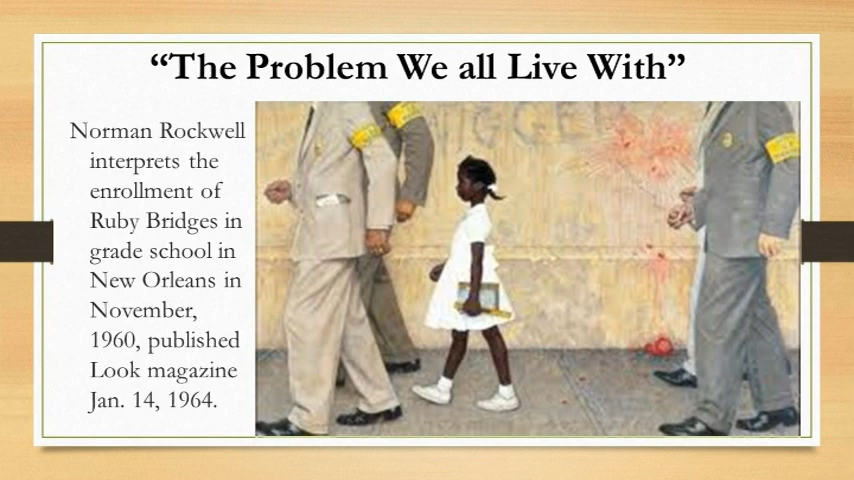 “The Problem We all Live With”
Norman Rockwell
interprets the
enrollment of
Ruby Bridges in
grade school in
New Orleans in
November,
1960, published
Look magazine
Jan. 14, 1964.
NIGGER